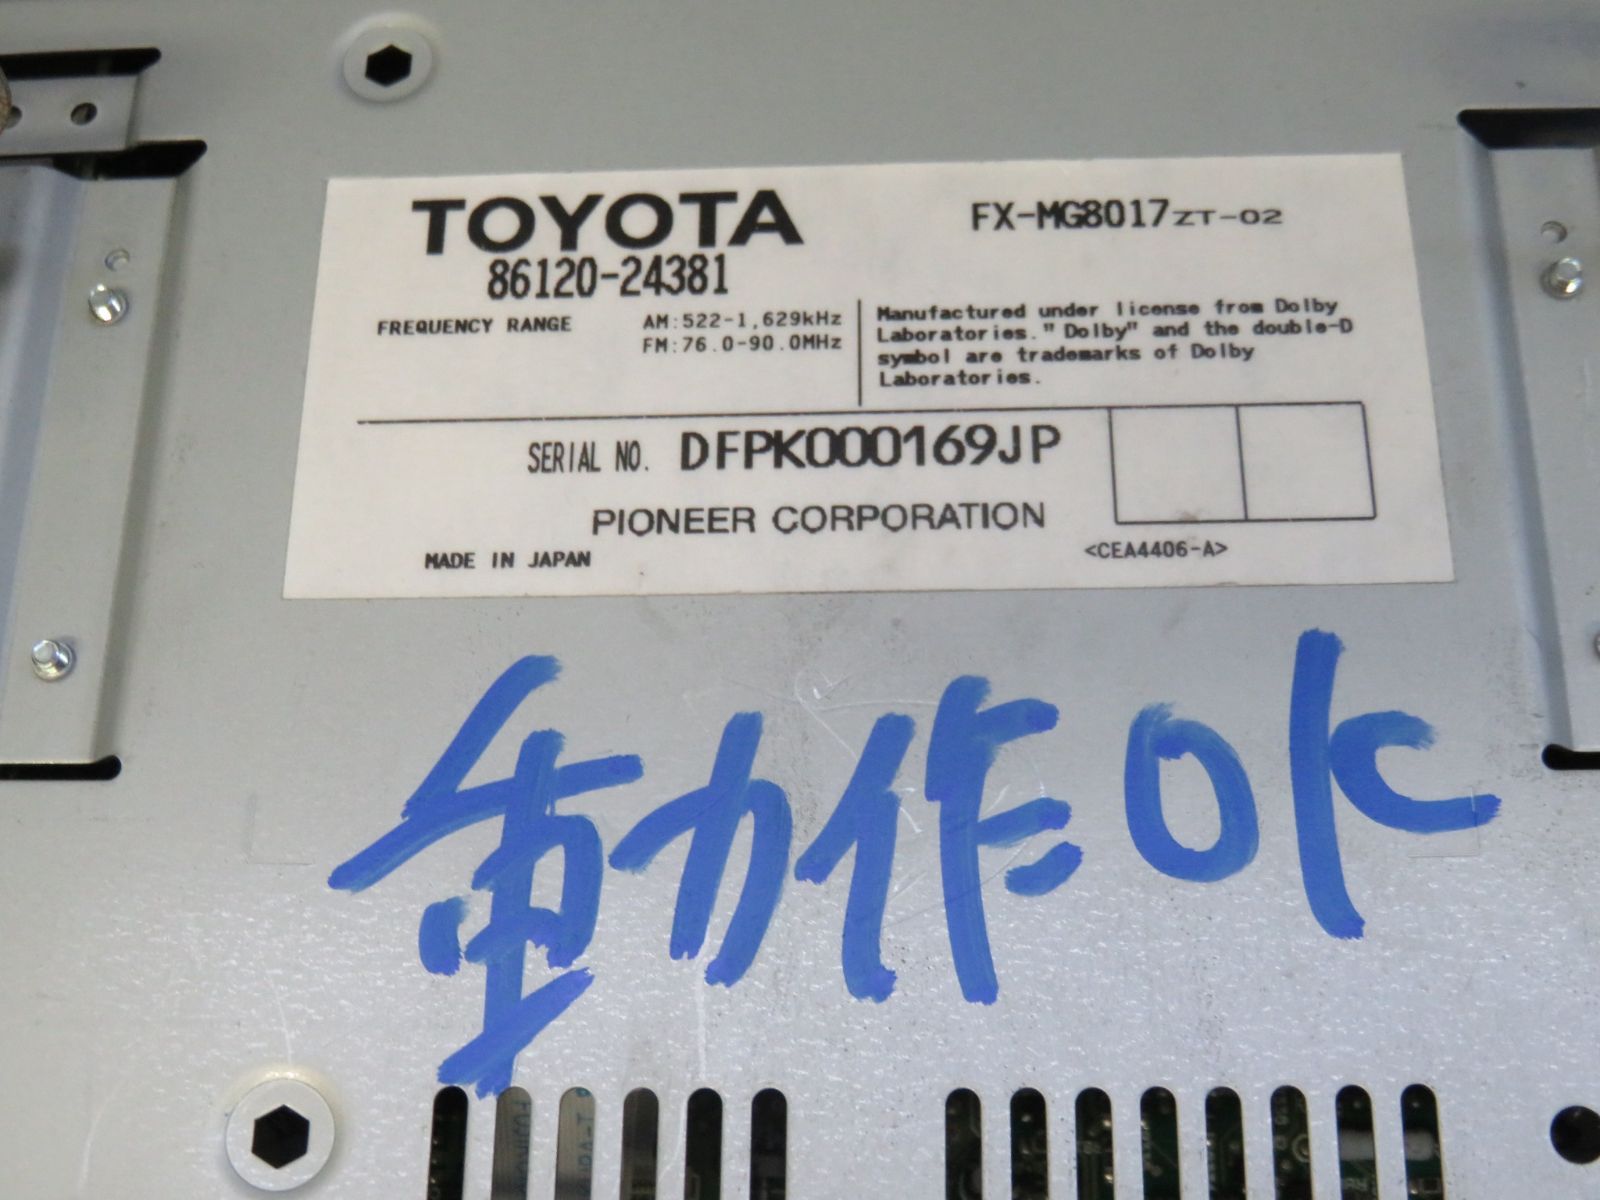 TOYOTA
FX-MG8017ZT-02
86120-24381
FREQUENCY RANGE AM:522-1,629kHz
FM:76.0-90.0MHz
Manufactured under license from Dolby
Laboratories. "Dolby" and the double-D
symbol are trademarks of Dolby
Laboratories.
SERIAL NO. DFPK000169JP
PIONEER CORPORATION
MADE IN JAPAN
<CEA4406-A>
動作OK